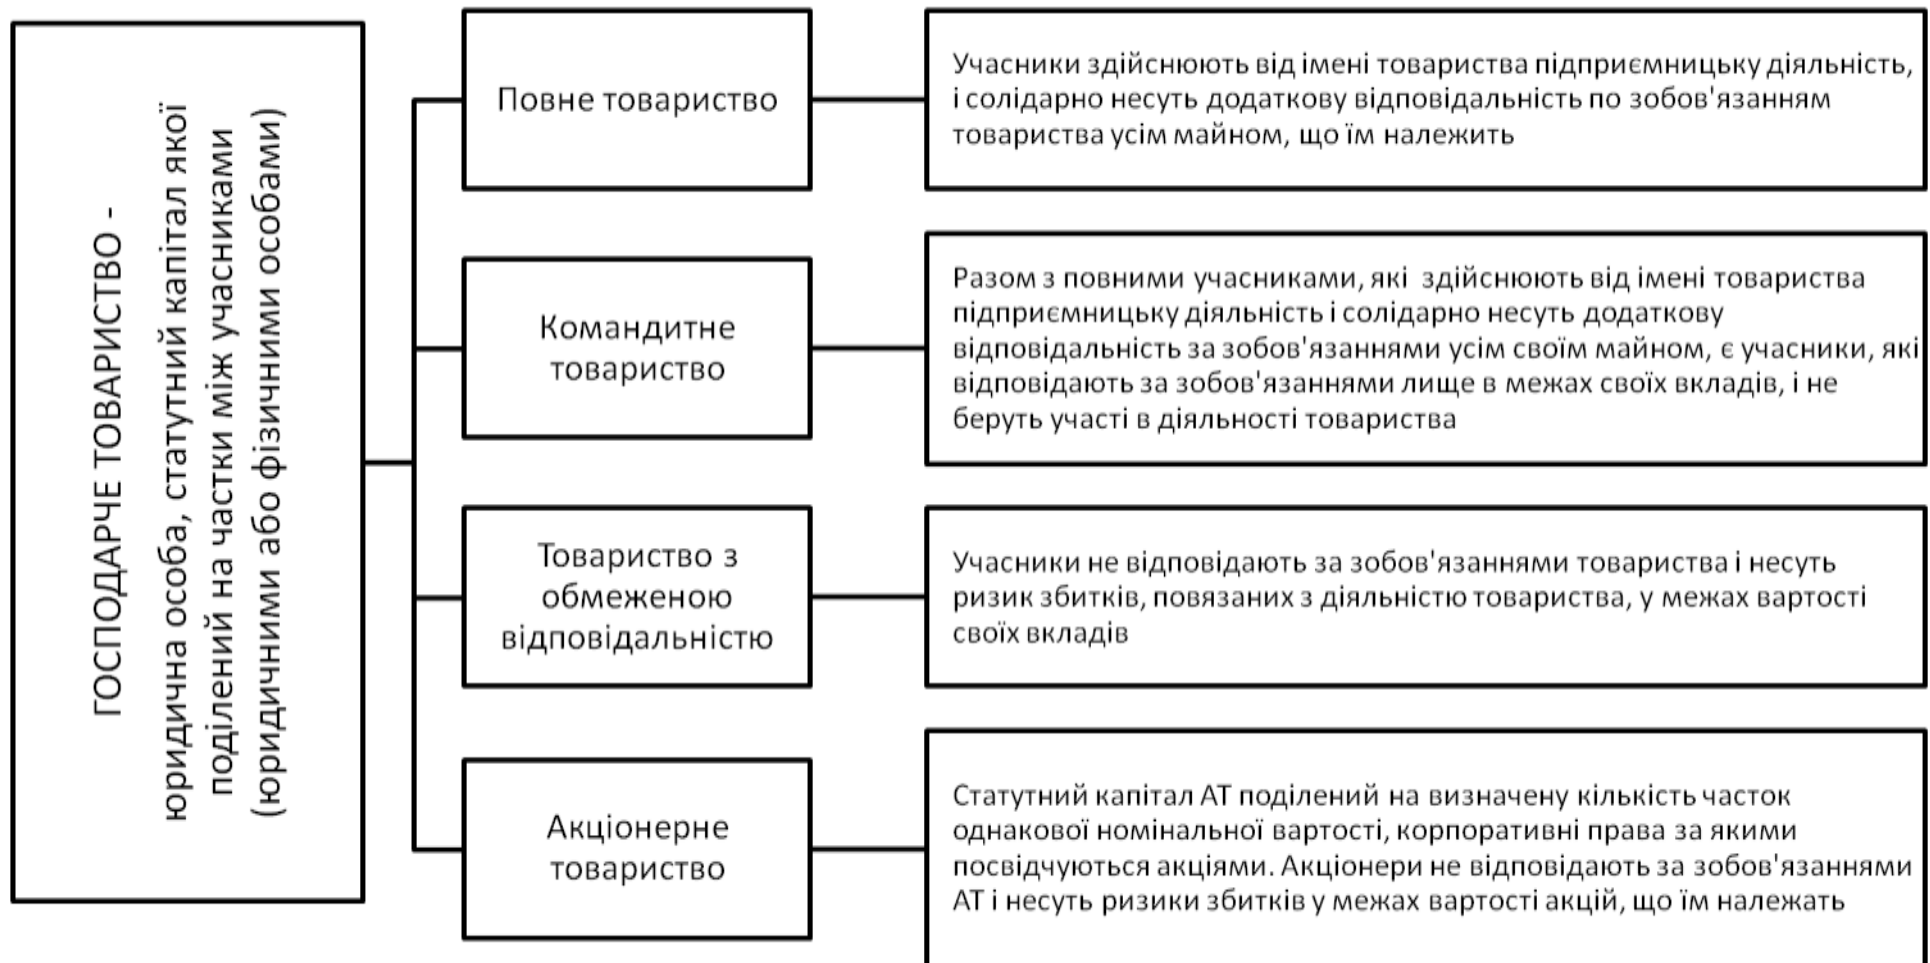 ГОСПОДАРЧЕ ТОВАРИСТВО -
юридична особа, статутний капітал якої
поділений на частки між учасниками
(юридичними або фізичними особами)
Повне товариство
Учасники здійснюють від імені товариства підприємницьку діяльність,
і солідарно несуть додаткову відповідальність по зобов'язанням
товариства усім майном, що їм належить
Командитне
товариство
Разом з повними учасниками, які здійснюють від імені товариства
підприємницьку діяльність і солідарно несуть додаткову
відповідальність за зобов'язаннями усім своїм майном, є учасники, які
відповідають за зобов'язаннями лище в межах своїх вкладів, і не
беруть участі в діяльності товариства
Товариство з
обмеженою
відповідальністю
Учасники не відповідають за зобов'язаннями товариства і несуть
ризик збитків, повязаних з діяльністю товариства, у межах вартості
своїх вкладів
Акціонерне
товариство
Статутний капітал АТ поділений на визначену кількість часток
однакової номінальної вартості, корпоративні права за якими
посвідчуються акціями. Акціонери не відповідають за зобов'язаннями
АТ і несуть ризики збитків у межах вартості акцій, що їм належать